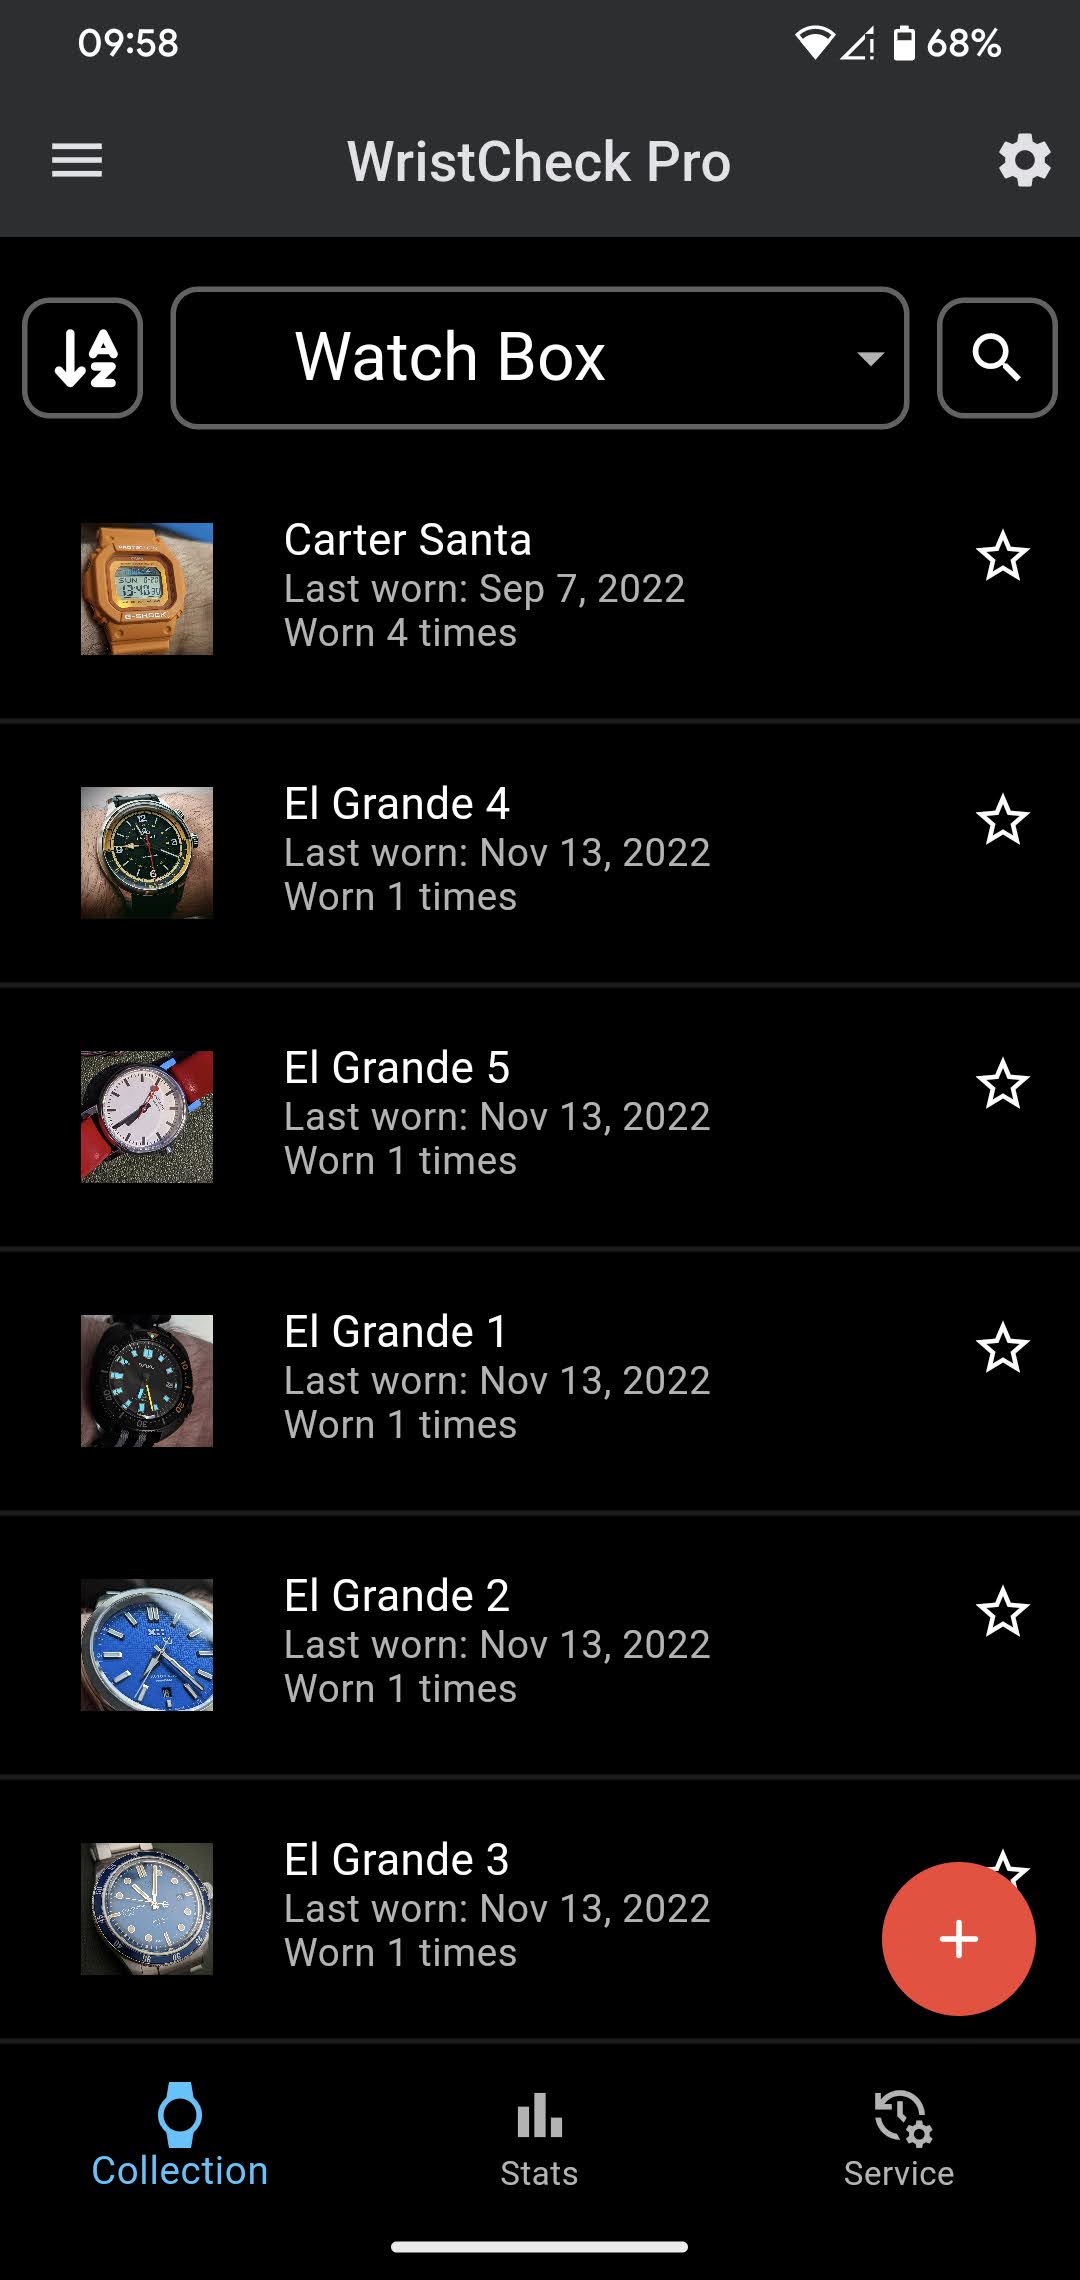 09:58 68%
WristCheck Pro
Watch Box
Carter Santa
Last worn: Sep 7, 2022
Worn 4 times
El Grande 4
Last worn: Nov 13, 2022
Worn 1 times
El Grande 5
Last worn: Nov 13, 2022
Worn 1 times
El Grande 1
Last worn: Nov 13, 2022
Worn 1 times
El Grande 2
Last worn: Nov 13, 2022
Worn 1 times
El Grande 3
Last worn: Nov 13, 2022
Worn 1 times
Collection
Stats
Service